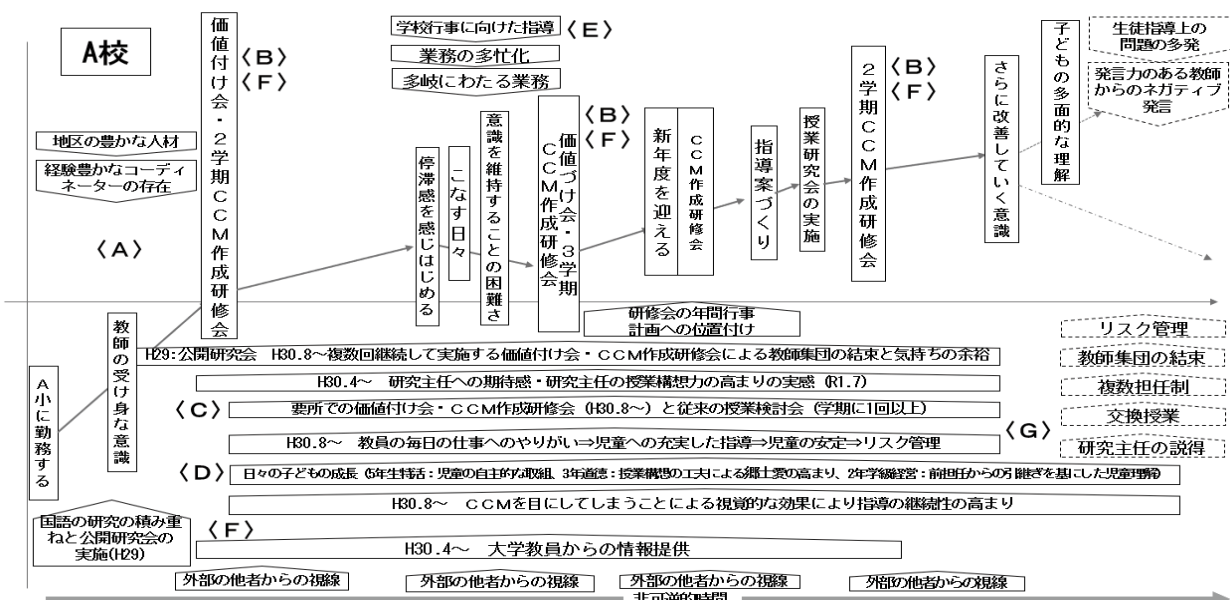 A校
地区の豊かな人材
経験豊かなコーディ
ネーターの存在
〈A〉
価値付け会・2学期CCM作成研修会
〈B〉
〈F〉
学校行事に向けた指導
〈E〉
業務の多忙化
多岐にわたる業務
停滞感を感じはじめる
こなす日々
意識を維持することの困難さ
価値づけ会・3学期
CCM作成研修会
〈B〉
〈F〉
新年度を迎える
CCM作成研修会
指導案づくり
授業研究会の実施
2学期CCM作成研修会
〈B〉
〈F〉
さらに改善していく意識
子どもの多面的な理解
生徒指導上の
問題の多発
発言力のある教師
からのネガティブ
発言
研修会の年間行事
計画への位置付け
A小に勤務する
教師の受け身な意識
H29:公開研究会 H30.8~複数回継続して実施する価値付け会・CCM作成研修会による教師集団の結束と気持ちの余裕
H30.4~ 研究主任への期待感・研究主任の授業構想力の高まりの実感(R1.7)
〈C〉
要所での価値付け会・CCM作成研修会(H30.8~)と従来の授業検討会(学期に1回以上)
H30.8~ 教員の毎日の仕事へのやりがい⇒児童への充実した指導⇒児童の安定⇒リスク管理
〈G〉
〈D〉
日々の子どもの成長(5年生特活:児童の自主的な取組、3年道徳:授業構想の工夫による郷土愛の高まり、2年学級経営:前担任からの引継ぎを基にした児童理解)
H30.8~ CCMを目にしてしまうことによる視覚的な効果により指導の継続性の高まり
国語の研究の積み重
ねと公開研究会の
実施(H29)
〈F〉
H30.4~ 大学教員からの情報提供
リスク管理
教師集団の結束
複数担任制
交換授業
研究主任の説得
外部の他者からの視線
外部の他者からの視線
外部の他者からの視線
外部の他者からの視線
非可逆的時間